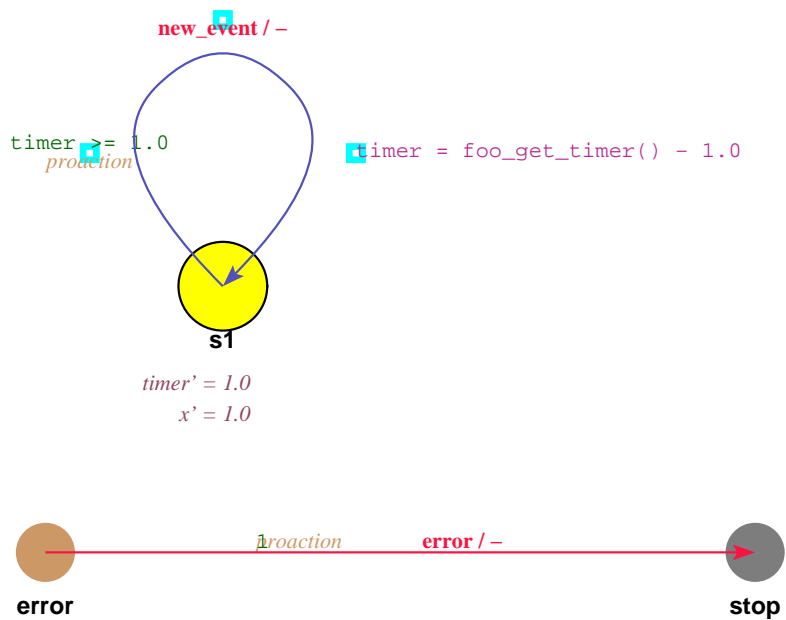 new_event / –
timer >= 1.0
proaction
timer = foo_get_timer() – 1.0
s1
timer’ = 1.0
x’ = 1.0
1
proaction
error / –
error
stop